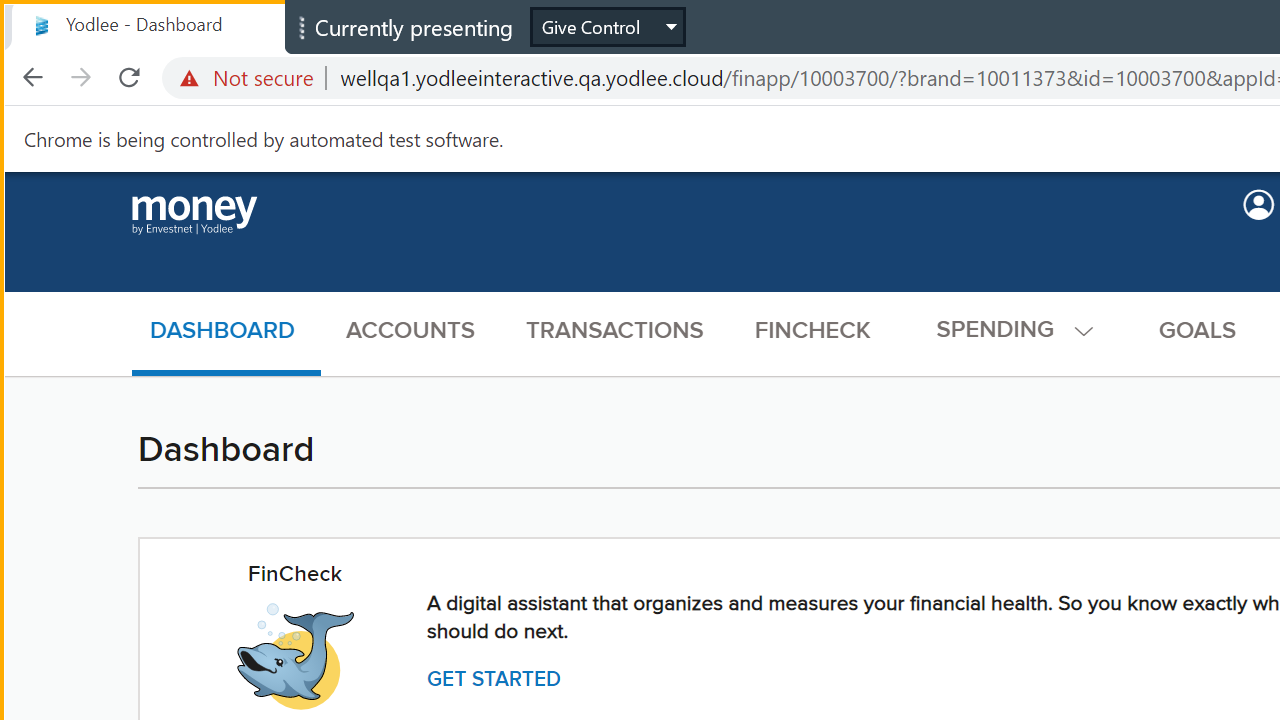 Yodlee - Dashboard
Currently presenting
Give Control
Not secure
wellqa1.yodleeinteractive.qa.yodlee.cloud/finapp/10003700/?brand=10011373&id=10003700&appId=
Chrome is being controlled by automated test software.
money
by Envestnet | Yodlee
DASHBOARD ACCOUNTS TRANSACTIONS FINCHECK SPENDING GOALS
Dashboard
FinCheck
A digital assistant that organizes and measures your financial health. So you know exactly wh
should do next.
GET STARTED